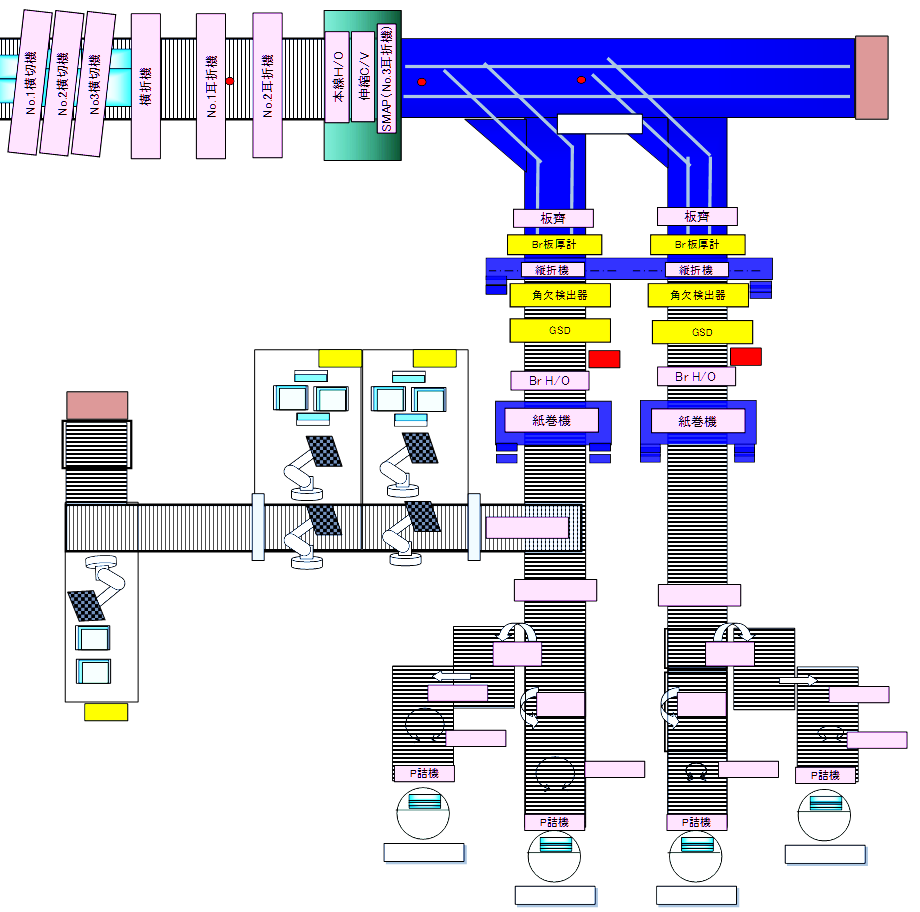 No.1横切機
No.2横切機
No3横切機
横折機
No.1耳折機
No.2耳折機
本線H/O
伸縮C/V
SMAP(No.3耳折機)
板齊
板齊
Br板厚計
Br板厚計
縦折機
縦折機
角欠検出器
角欠検出器
GSD
GSD
Br H/O
Br H/O
紙巻機
紙巻機
P詰機
P詰機
P詰機
P詰機